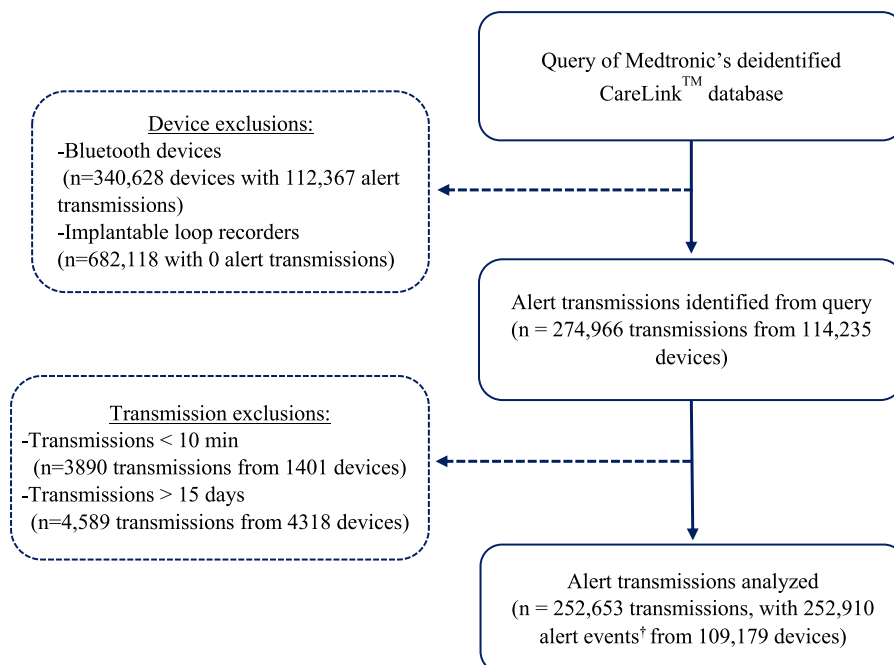 Query of Medtronic’s deidentified
CareLink™ database
Device exclusions:
-Bluetooth devices
(n=340,628 devices with 112,367 alert
transmissions)
-Implantable loop recorders
(n=682,118 with 0 alert transmissions)
Alert transmissions identified from query
(n = 274,966 transmissions from 114,235
devices)
Transmission exclusions:
-Transmissions < 10 min
(n=3890 transmissions from 1401 devices)
-Transmissions > 15 days
(n=4,589 transmissions from 4318 devices)
Alert transmissions analyzed
(n = 252,653 transmissions, with 252,910
alert events† from 109,179 devices)